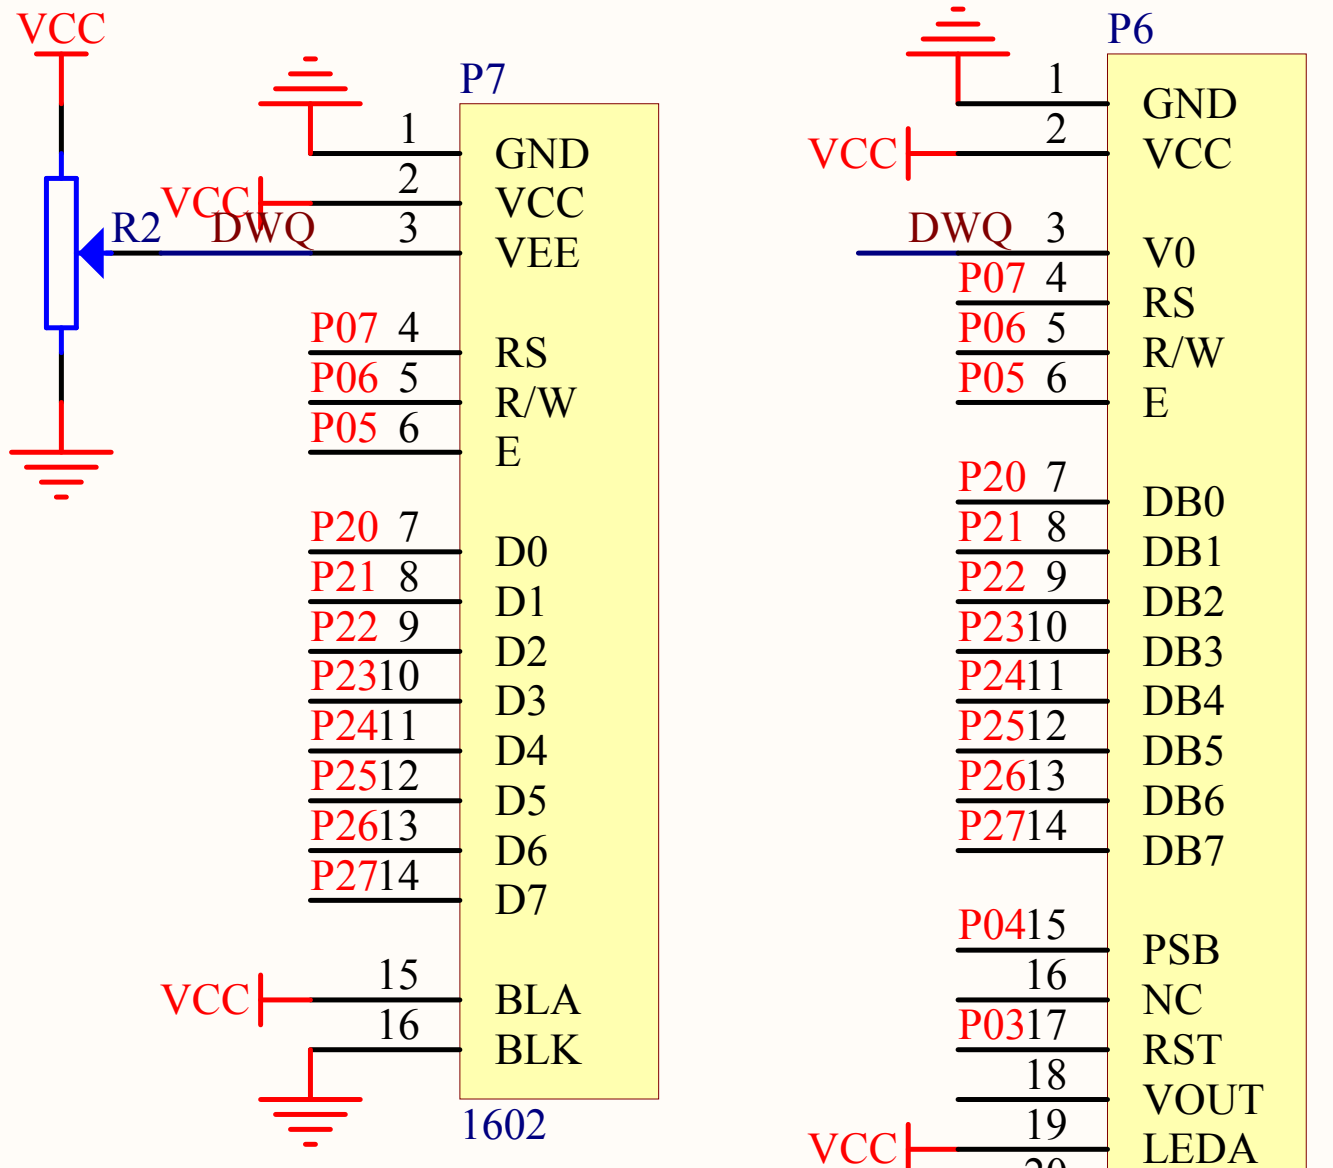 VCC
R2
DWQ
P7
1
GND
VCC
2
VCC
3
VEE
P07 4
RS
P06 5
R/W
P05 6
E
P20 7
D0
P21 8
D1
P22 9
D2
P23 10
D3
P24 11
D4
P25 12
D5
P26 13
D6
P27 14
D7
15
VCC
BLA
16
BLK
1602
P6
1
GND
2
VCC
VCC
DWQ 3
V0
P07 4
RS
P06 5
R/W
P05 6
E
P20 7
DB0
P21 8
DB1
P22 9
DB2
P23 10
DB3
P24 11
DB4
P25 12
DB5
P26 13
DB6
P27 14
DB7
P04 15
PSB
16
NC
P03 17
RST
18
VOUT
19
VCC
LEDA
20